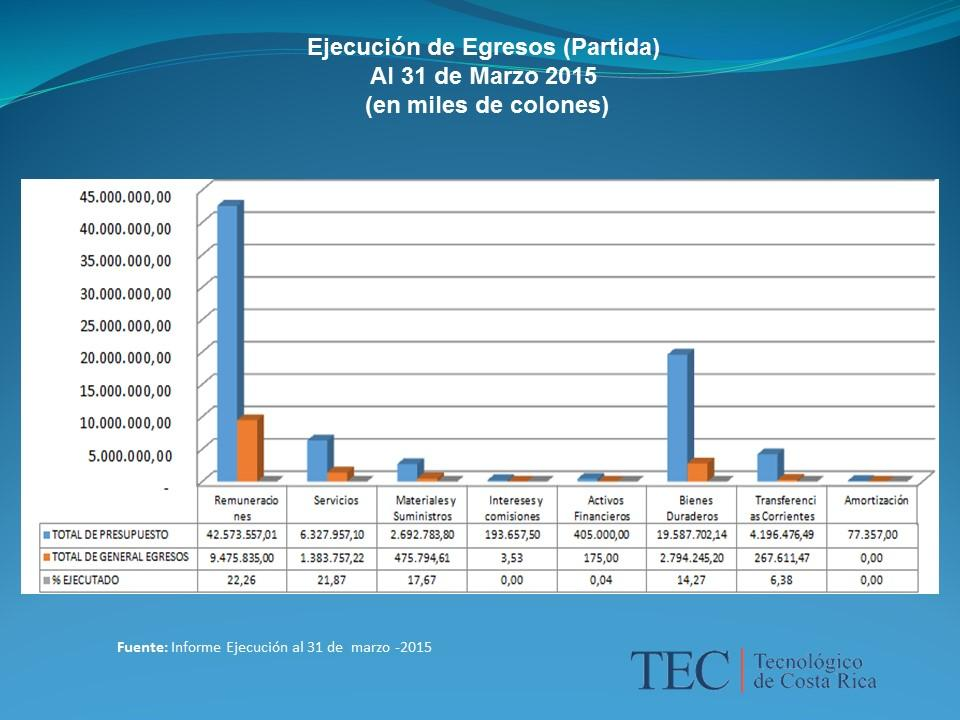 Ejecución de Egresos (Partida)
Al 31 de Marzo 2015
(en miles de colones)
45.000.000,00
40.000.000,00
35.000.000,00
30.000.000,00
25.000.000,00
20.000.000,00
15.000.000,00
10.000.000,00
5.000.000,00
-
Remuneracio
nes
Servicios
Materiales y
Suministros
Intereses y
comisiones
Activos
Financieros
Bienes
Duraderos
Transferenci
as Corrientes
Amortización
TOTAL DE PRESUPUESTO 42.573.557,01 6.327.957,10 2.692.783,80 193.657,50 405.000,00 19.587.702,14 4.196.476,49 77.357,00
TOTAL DE GENERAL EGRESOS 9.475.835,00 1.383.757,22 475.794,61 3,53 175,00 2.794.245,20 267.611,47 0,00
% EJECUTADO 22,26 21,87 17,67 0,00 0,04 14,27 6,38 0,00
Fuente: Informe Ejecución al 31 de marzo -2015
TEC
Tecnológico
de Costa Rica